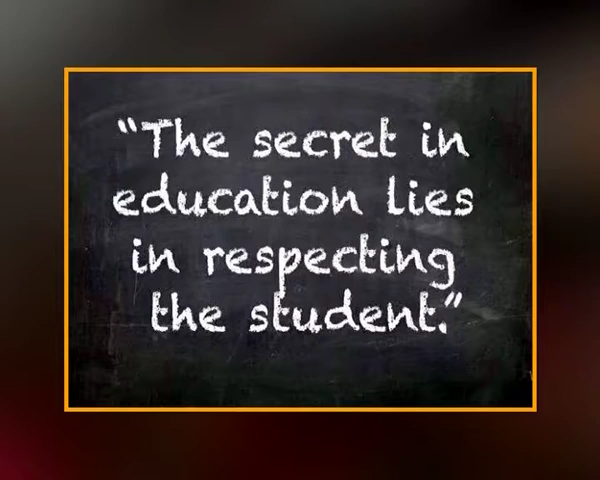 “The secret in
education lies
in respecting
the student.”